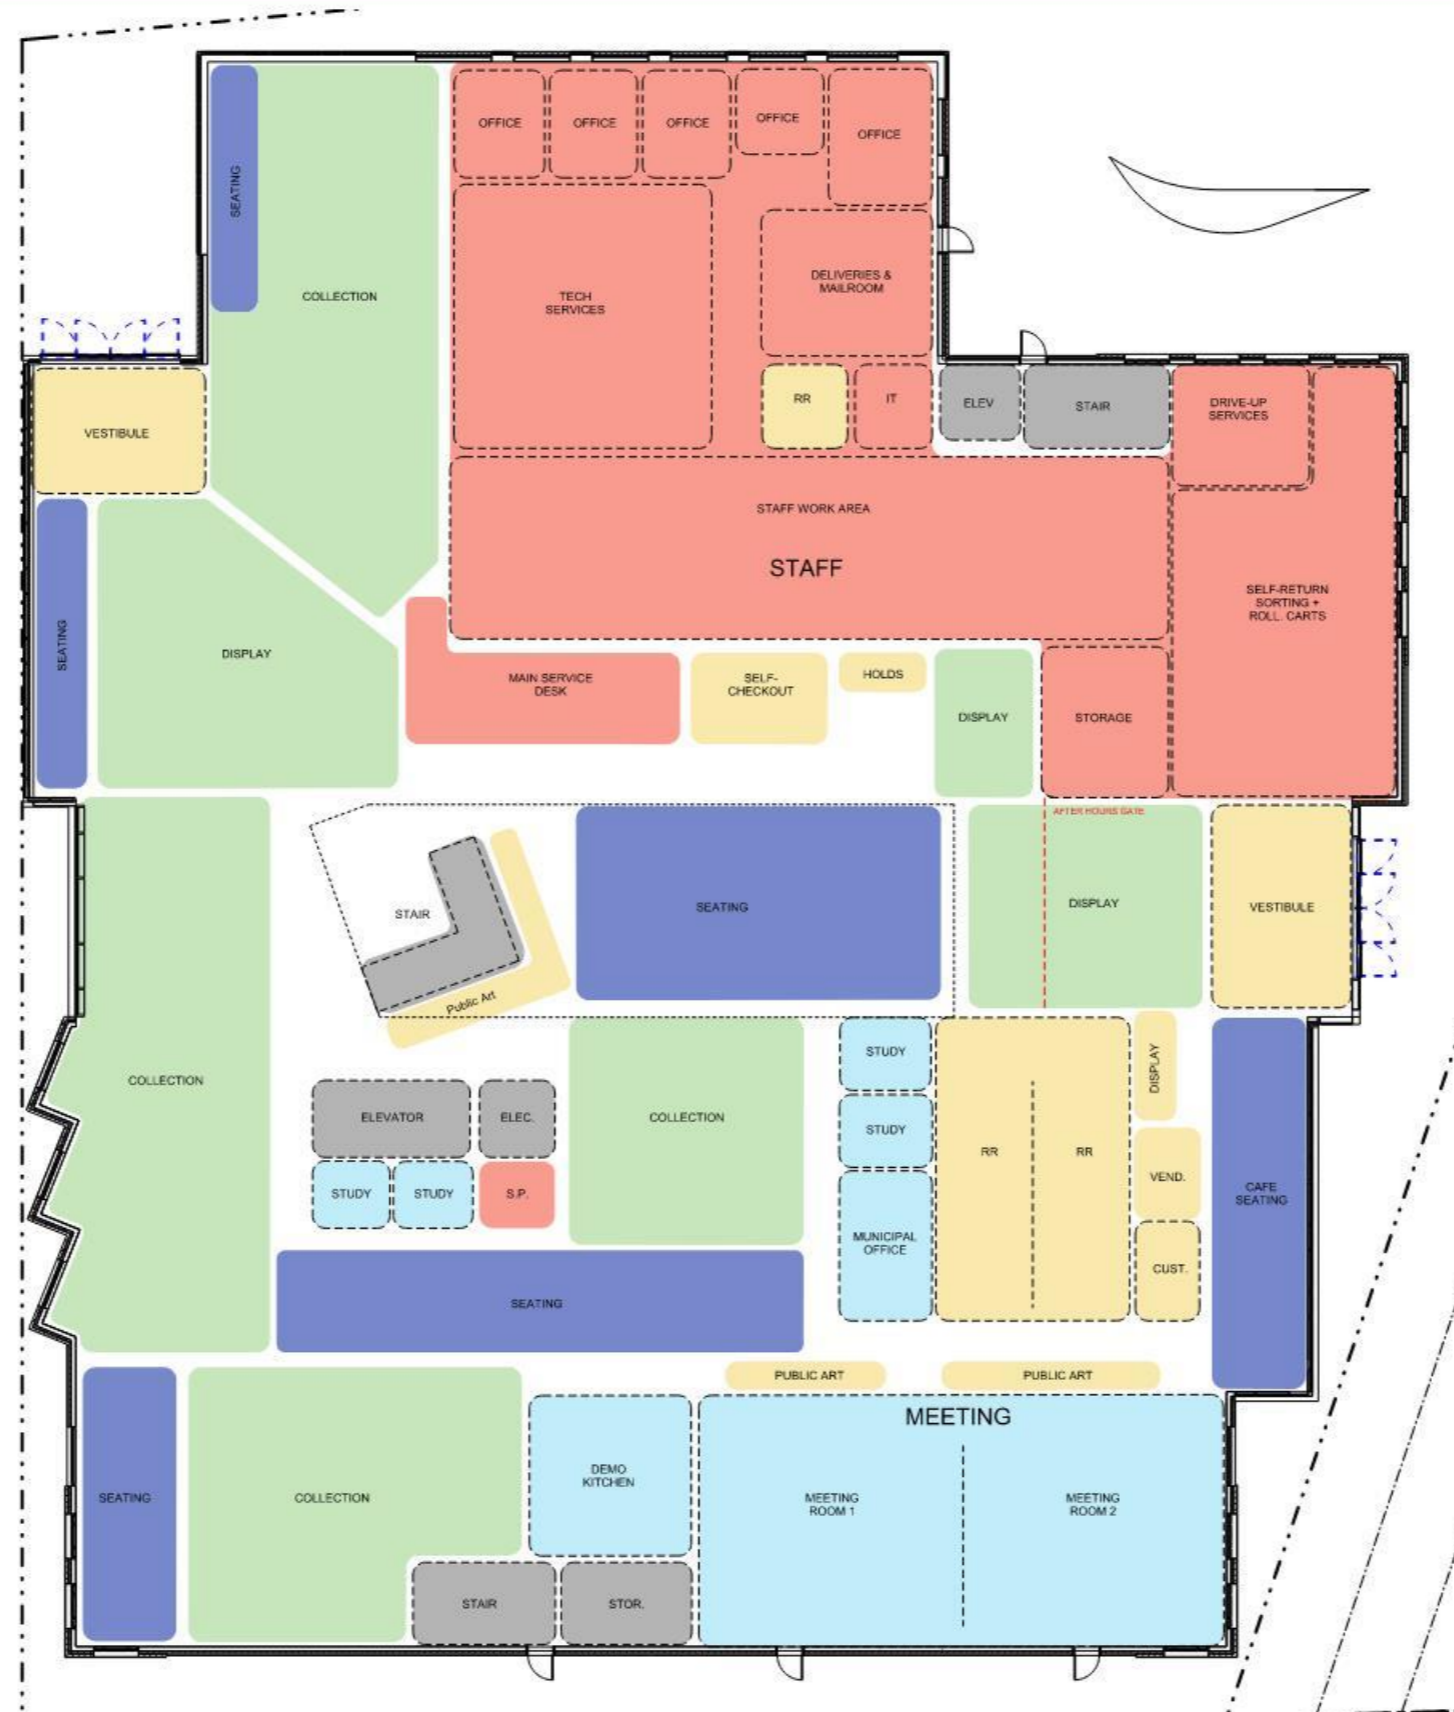 OFFICE
OFFICE
OFFICE
OFFICE
OFFICE
SEATING
COLLECTION
TECH
SERVICES
DELIVERIES &
MAILROOM
VESTIBULE
RR
IT
ELEV
STAIR
DRIVE-UP
SERVICES
STAFF WORK AREA
STAFF
SELF-RETURN
SORTING +
ROLL. CARTS
SEATING
DISPLAY
MAIN SERVICE
DESK
SELF-
CHECKOUT
HOLDS
DISPLAY
STORAGE
AFTER HOURS GATE
STAIR
Public Art
SEATING
DISPLAY
VESTIBULE
COLLECTION
ELEVATOR
ELEC.
COLLECTION
STUDY
STUDY
RR
RR
DISPLAY
VEND.
CAFE
SEATING
STUDY
STUDY
S.P.
MUNICIPAL
OFFICE
CUST.
SEATING
PUBLIC ART
PUBLIC ART
MEETING
SEATING
COLLECTION
DEMO
KITCHEN
MEETING
ROOM 1
MEETING
ROOM 2
STAIR
STOR.